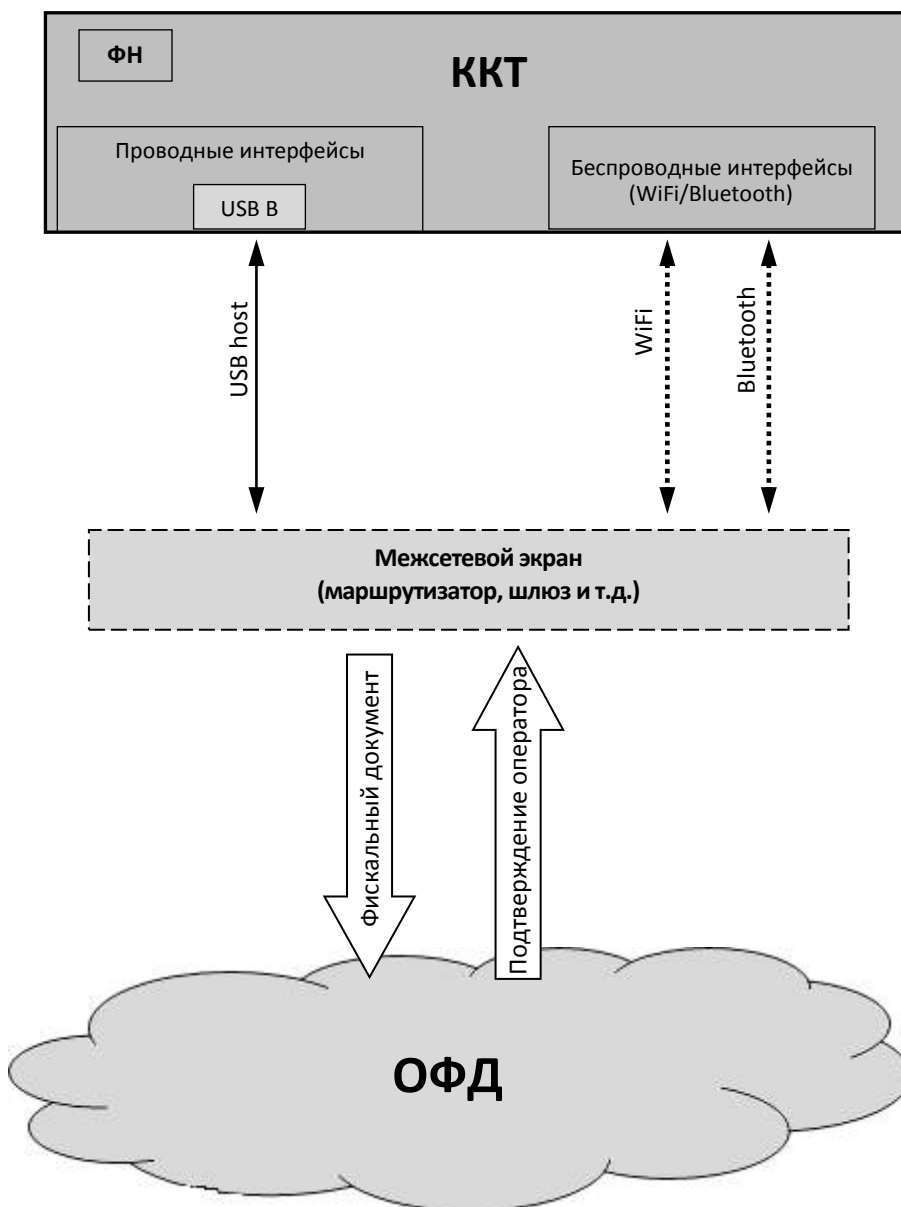 ФН
ККТ
Проводные интерфейсы
USB B
Беспроводные интерфейсы
(WiFi/Bluetooth)
USB host
WiFi
Bluetooth
Межсетевой экран
(маршрутизатор, шлюз и т.д.)
Фискальный документ
Подтверждение оператора
ОФД